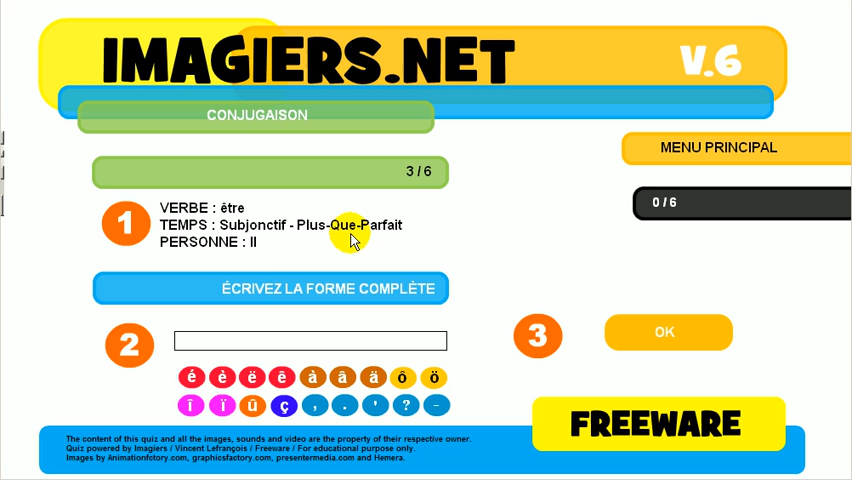 IMAGIERS.NET
V.6
CONJUGAISON
MENU PRINCIPAL
3 / 6
0 / 6
1
VERBE : être
TEMPS : Subjonctif - Plus-Que-Parfait
PERSONNE : Il
ÉCRIVEZ LA FORME COMPLÈTE
2
3
OK
é è ë ê à â ä ô ö
î ï û ç , . ' ? -
FREEWARE
The content of this quiz and all the images, sounds and video are the property of their respective owner.
Quiz powered by Imagiers / Vincent Lefrançois / Freeware / For educational purpose only.
Images by Animationfctory.com, graphicsfactory.com, presentermedia.com and Hemera.